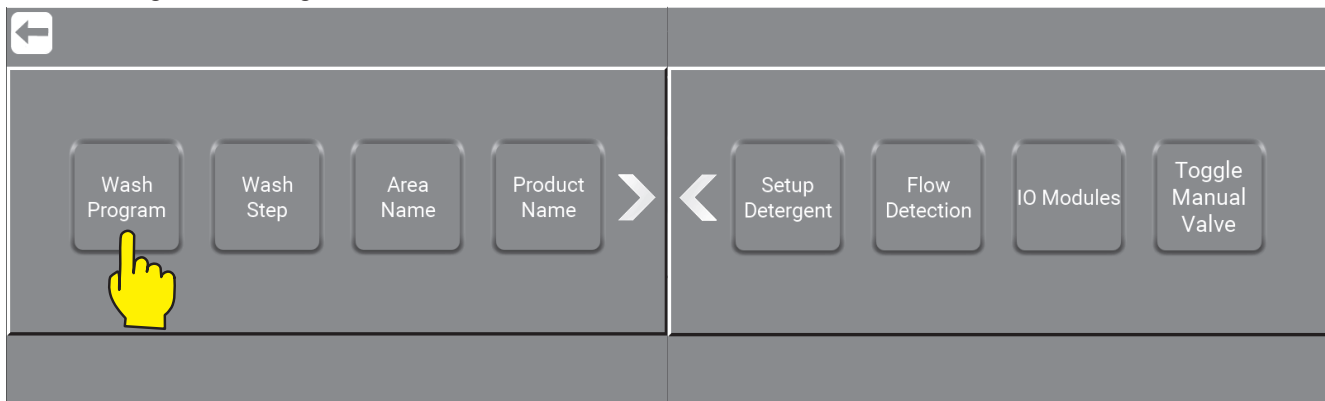 Wash
Program
Wash
Step
Area
Name
Product
Name
Setup
Detergent
Flow
Detection
IO Modules
Toggle
Manual
Valve